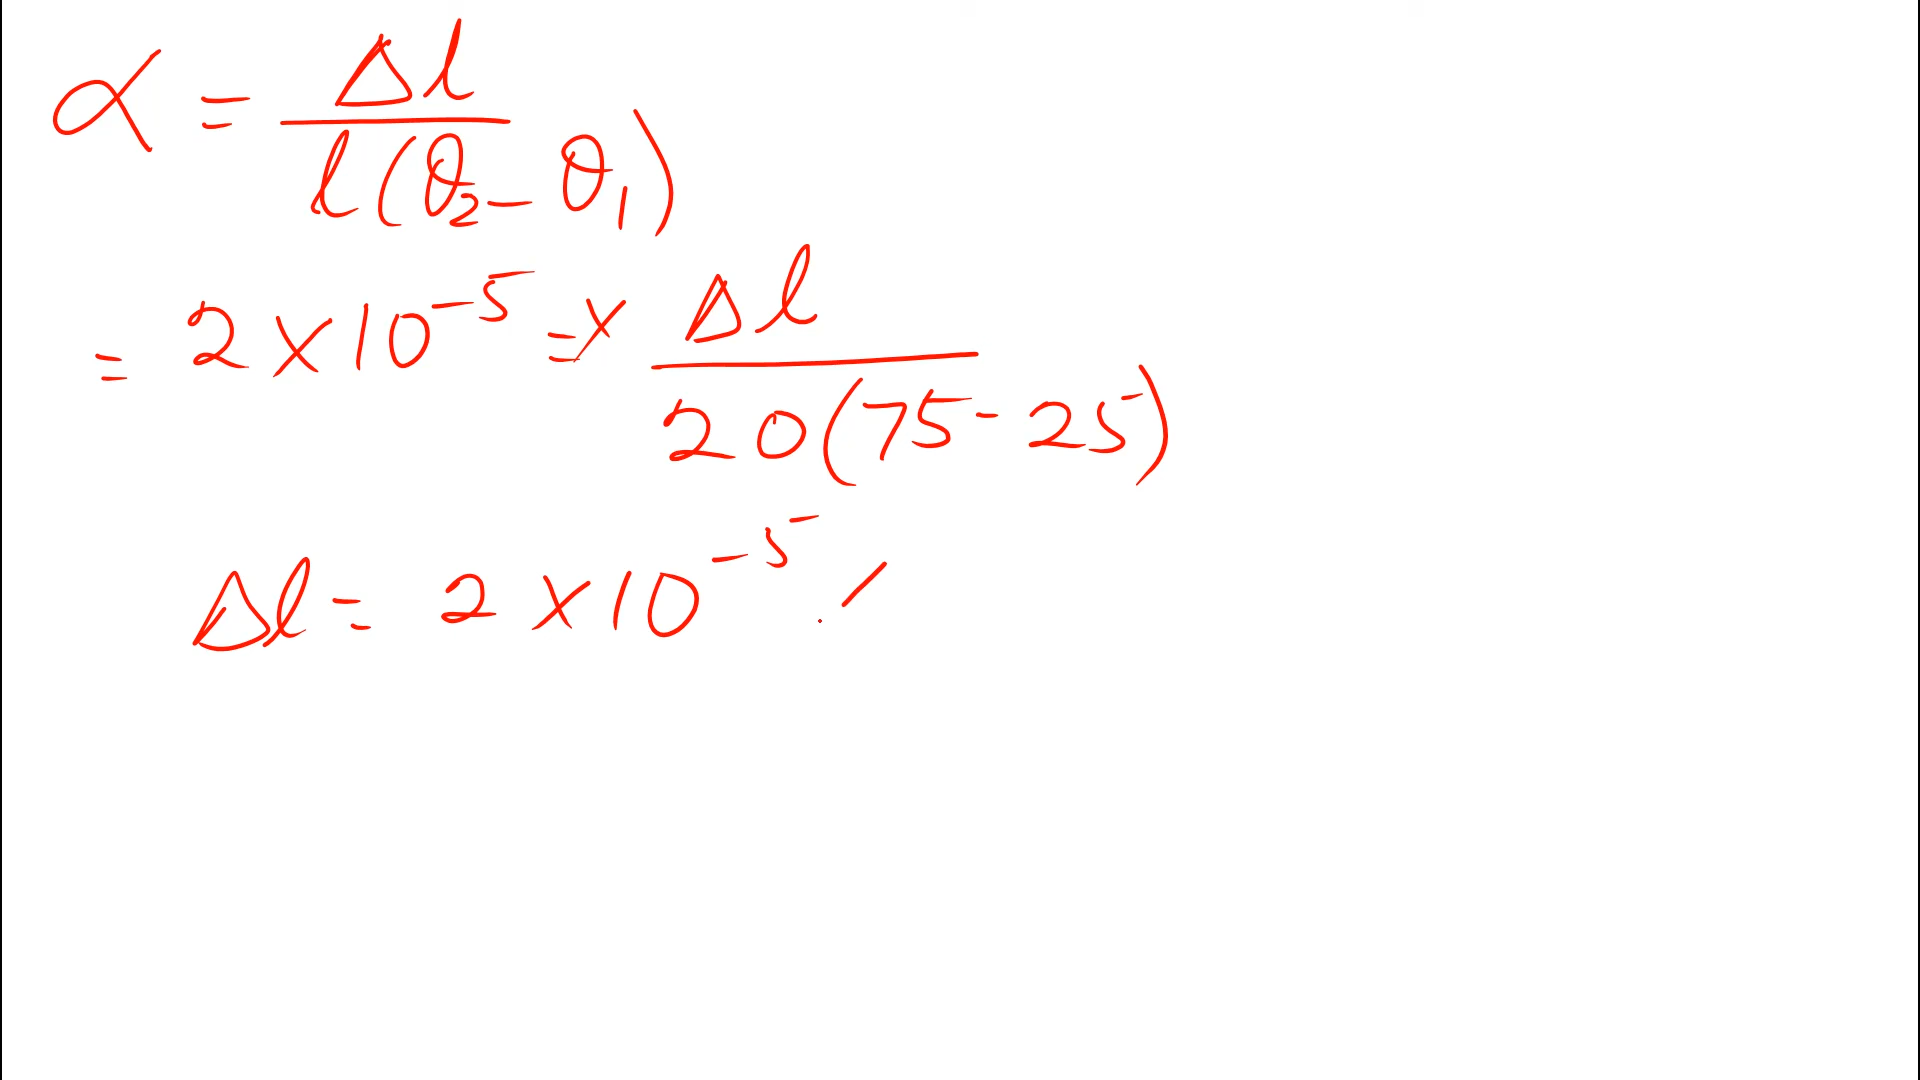 α = Δl / l(θ₂ - θ₁)
= 2 × 10⁻⁵ = × Δl / 20(75 - 25)
Δl = 2 × 10⁻⁵